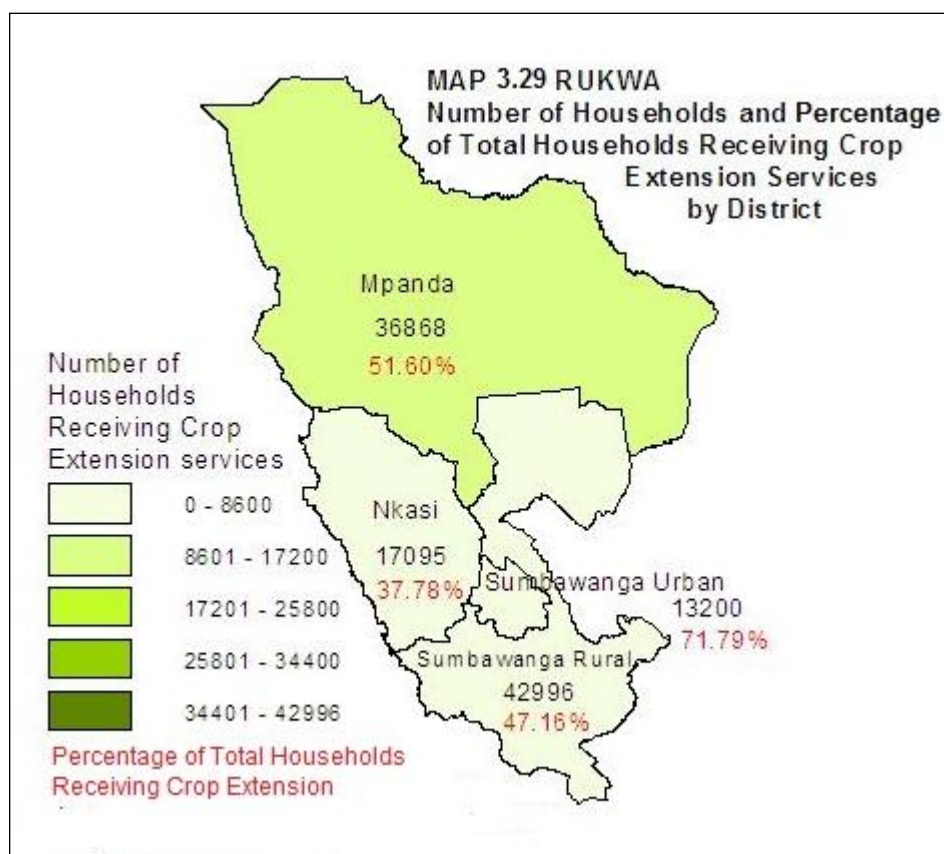 MAP 3.29 RUKWA
Number of Households and Percentage
of Total Households Receiving Crop
Extension Services
by District
Mpanda
36868
51.60%
Number of
Households
Receiving Crop
Extension services
0 - 8600
8601 - 17200
17201 - 25800
25801 - 34400
34401 - 42996
Percentage of Total Households
Receiving Crop Extension
Nkasi
17095
37.78%
Sumbawanga Urban
13200
71.79%
Sumbawanga Rural
42996
47.16%